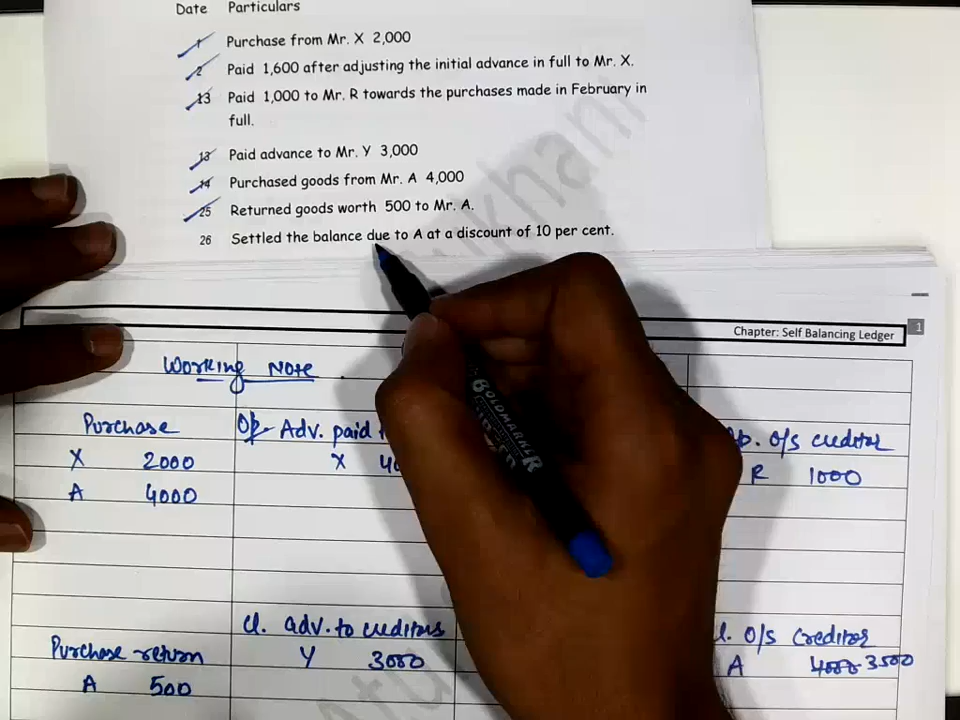 Date Particulars
1 Purchase from Mr. X 2,000
2 Paid 1,600 after adjusting the initial advance in full to Mr. X.
13 Paid 1,000 to Mr. R towards the purchases made in February in
full.
13 Paid advance to Mr. Y 3,000
14 Purchased goods from Mr. A 4,000
25 Returned goods worth 500 to Mr. A.
26 Settled the balance due to A at a discount of 10 per cent.
Chapter: Self Balancing Ledger
1
Working Note
Purchase
X 2000
A 4000
Op. Adv. paid
X
o/s creditor
R 1000
Purchase return
A 500
Cl. adv. to creditors
Y 3000
o/s creditor
A 4000 3500
GOLDMARKER